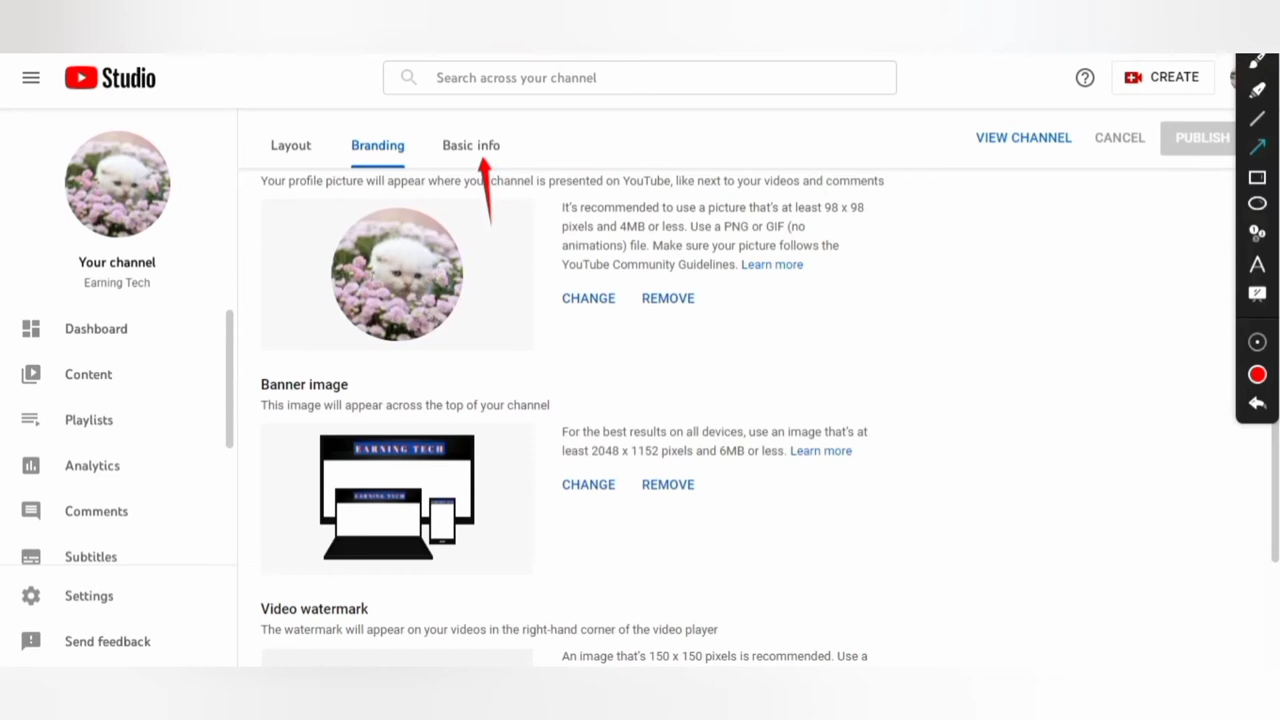 Studio
Search across your channel
CREATE
Layout
Branding
Basic info
VIEW CHANNEL
CANCEL
PUBLISH
Your channel
Earning Tech
Dashboard
Content
Playlists
Analytics
Comments
Subtitles
Settings
Send feedback
Your profile picture will appear where your channel is presented on YouTube, like next to your videos and comments
It's recommended to use a picture that's at least 98 x 98
pixels and 4MB or less. Use a PNG or GIF (no
animations) file. Make sure your picture follows the
YouTube Community Guidelines. Learn more
CHANGE
REMOVE
Banner image
This image will appear across the top of your channel
EARNING TECH
EARNING TECH
For the best results on all devices, use an image that's at
least 2048 x 1152 pixels and 6MB or less. Learn more
CHANGE
REMOVE
Video watermark
The watermark will appear on your videos in the right-hand corner of the video player
An image that's 150 x 150 pixels is recommended. Use a